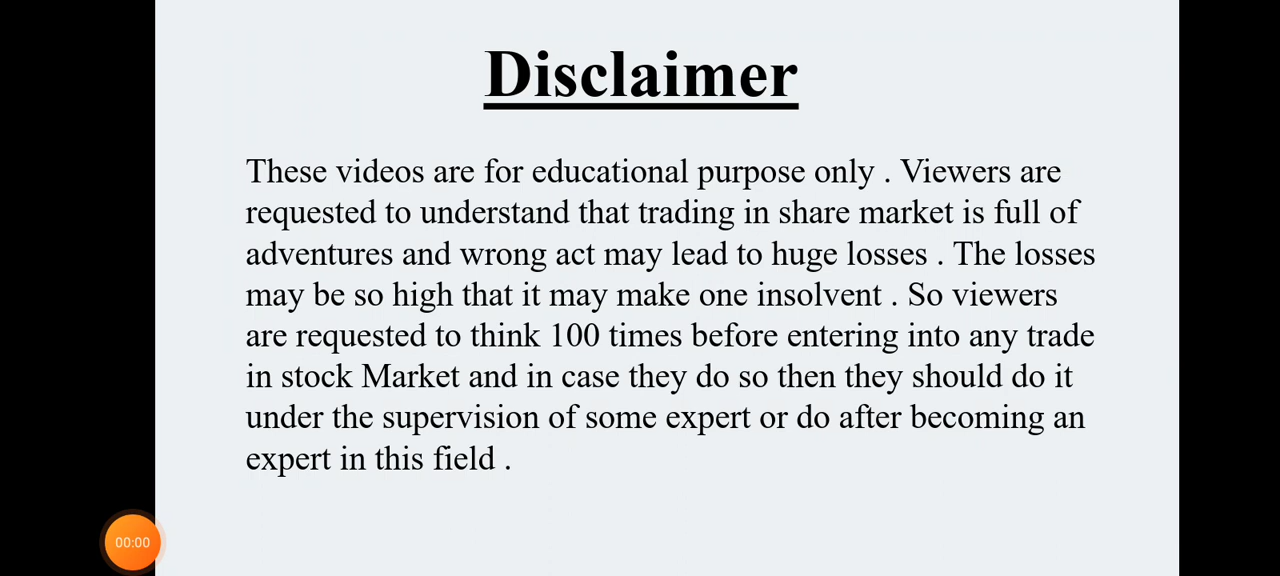 Disclaimer
These videos are for educational purpose only . Viewers are
requested to understand that trading in share market is full of
adventures and wrong act may lead to huge losses . The losses
may be so high that it may make one insolvent . So viewers
are requested to think 100 times before entering into any trade
in stock Market and in case they do so then they should do it
under the supervision of some expert or do after becoming an
expert in this field .
00:00